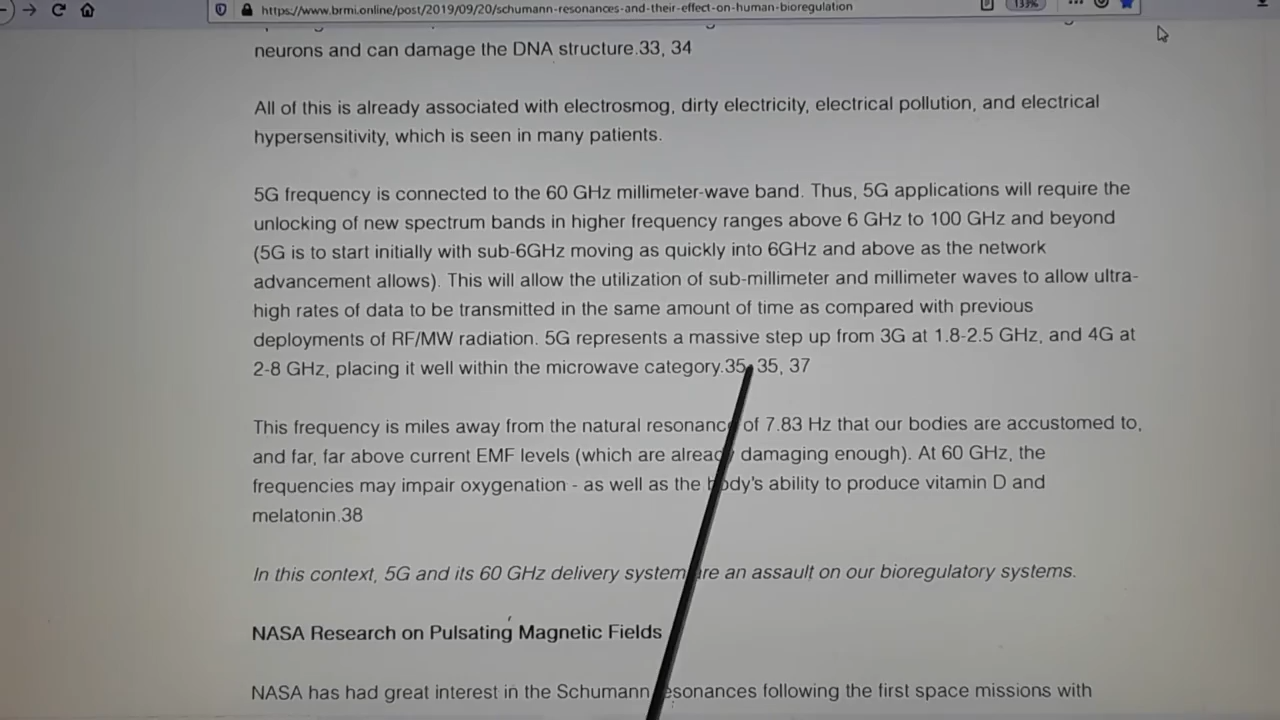 https://www.brmi.online/post/2019/09/20/schumann-resonances-and-their-effect-on-human-bioregulation
133%
neurons and can damage the DNA structure.33, 34
All of this is already associated with electrosmog, dirty electricity, electrical pollution, and electrical
hypersensitivity, which is seen in many patients.
5G frequency is connected to the 60 GHz millimeter-wave band. Thus, 5G applications will require the
unlocking of new spectrum bands in higher frequency ranges above 6 GHz to 100 GHz and beyond
(5G is to start initially with sub-6GHz moving as quickly into 6GHz and above as the network
advancement allows). This will allow the utilization of sub-millimeter and millimeter waves to allow ultra-
high rates of data to be transmitted in the same amount of time as compared with previous
deployments of RF/MW radiation. 5G represents a massive step up from 3G at 1.8-2.5 GHz, and 4G at
2-8 GHz, placing it well within the microwave category.35, 35, 37
This frequency is miles away from the natural resonance of 7.83 Hz that our bodies are accustomed to,
and far, far above current EMF levels (which are already damaging enough). At 60 GHz, the
frequencies may impair oxygenation - as well as the body's ability to produce vitamin D and
melatonin.38
In this context, 5G and its 60 GHz delivery system are an assault on our bioregulatory systems.
NASA Research on Pulsating Magnetic Fields
NASA has had great interest in the Schumann resonances following the first space missions with